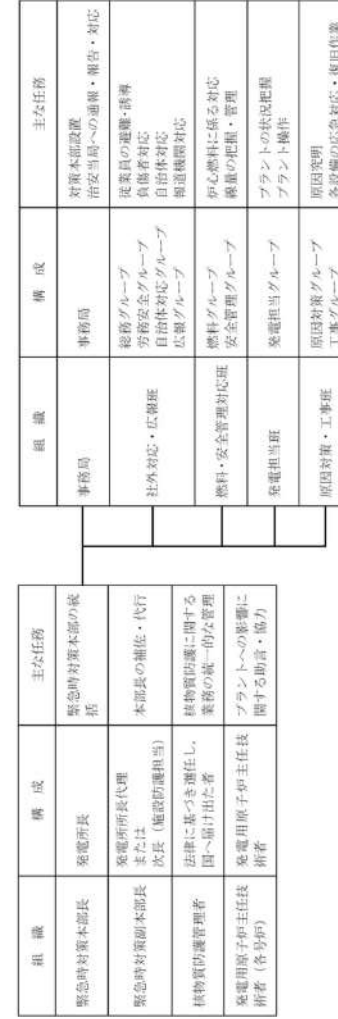 組　織
構　成
主な任務
緊急時対策本部長
発電所長
緊急時対策本部の統
括
緊急時対策副本部長
発電所所長代理
または
次長（施設防護担当）
本部長の補佐・代行
核物質防護管理者
法律に基づき選任し，
国へ届け出た者
核物質防護に関する
業務の統一的な管理
発電用原子炉主任技
術者（各号炉）
発電用原子炉主任技
術者
プラントへの影響に
関する助言・協力
組　織
構　成
主な任務
事務局
事務局
対策本部設置
治安当局への通報・報告・対応
社外対応・広報班
総務グループ
労務安全グループ
自治体対応グループ
広報グループ
従業員の避難・誘導
負傷者対応
自治体対応
報道機関対応
燃料・安全管理対応班
燃料グループ
安全管理グループ
炉心燃料に係る対応
線量の把握・管理
発電担当班
発電担当グループ
プラントの状況把握
プラント操作
原因対策・工事班
原因対策グループ
工事グループ
原因究明
各設備の応急対応・復旧作業